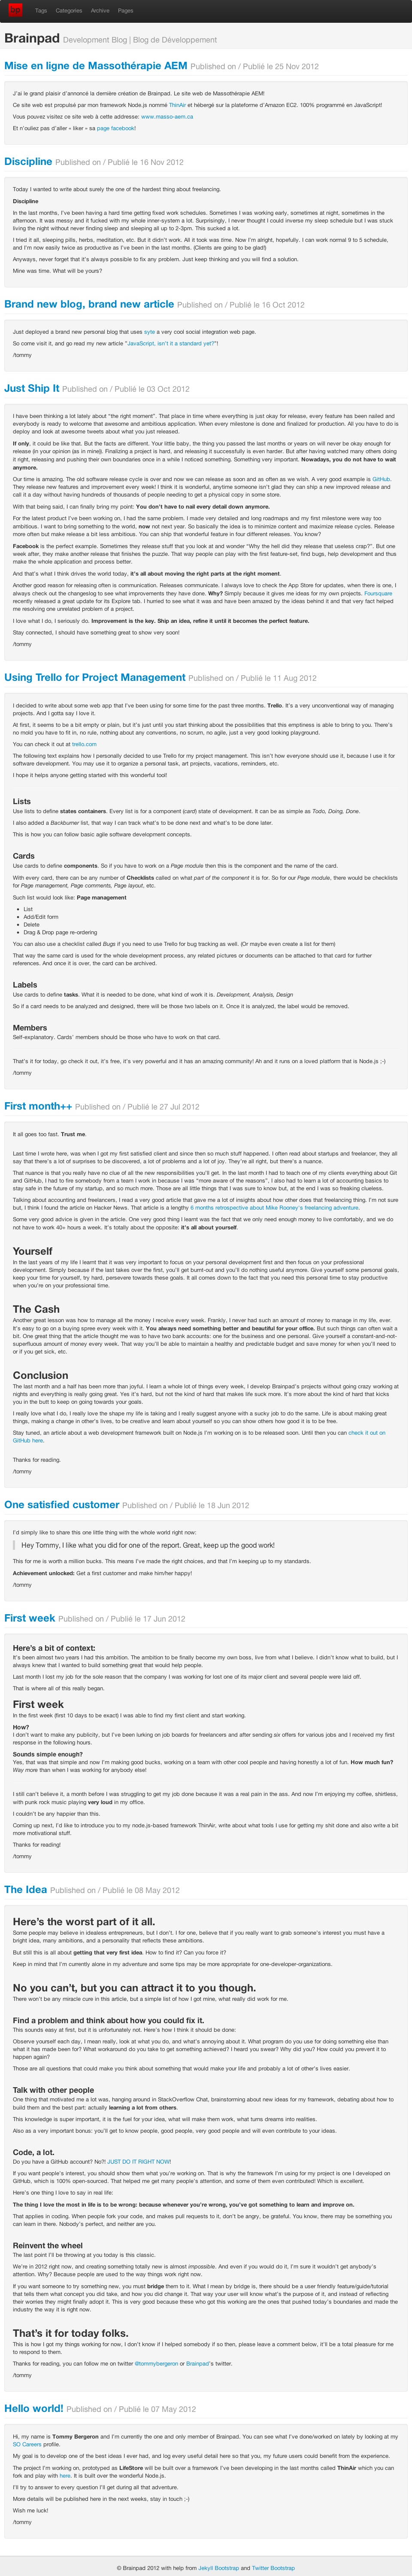 bp Tags Categories Archive Pages
Brainpad Development Blog | Blog de Développement
Mise en ligne de Massothérapie AEM Published on / Publié le 25 Nov 2012
J'ai le grand plaisir d'annoncé la dernière création de Brainpad. Le site web de Massothérapie AEM!
Ce site web est propulsé par mon framework Node.js nommé ThinAir et hébergé sur la plateforme d'Amazon EC2. 100% programmé en JavaScript!
Vous pouvez visitez ce site web à cette addresse: www.masso-aem.ca
Et n'ouliez pas d'aller « liker » sa page facebook!
Discipline Published on / Publié le 16 Nov 2012
Today I wanted to write about surely the one of the hardest thing about freelancing.
Discipline
In the last months, I've been having a hard time getting fixed work schedules. Sometimes I was working early, sometimes at night, sometimes in the
afternoon. It was messy and it fucked with my whole inner-system a lot. Surprisingly, I never thought I could inverse my sleep schedule but I was stuck
living the night without never finding sleep and sleeping all up to 2-3pm. This sucked a lot.
I tried it all, sleeping pills, herbs, meditation, etc. But it didn't work. All it took was time. Now I'm alright, hopefully. I can work normal 9 to 5 schedule,
and I'm now easily twice as productive as I've been in the last months. (Clients are going to be glad!)
Anyways, never forget that it's always possible to fix any problem. Just keep thinking and you will find a solution.
Mine was time. What will be yours?
Brand new blog, brand new article Published on / Publié le 16 Oct 2012
Just deployed a brand new personal blog that uses syte a very cool social integration web page.
So come visit it, and go read my new article "JavaScript, isn't it a standard yet?"!
/tommy
Just Ship It Published on / Publié le 03 Oct 2012
I have been thinking a lot lately about "the right moment". That place in time where everything is just okay for release, every feature has been nailed and
everybody is ready to welcome that awesome and ambitious application. When every milestone is done and finalized for production. All you have to do is
deploy and look at awesome tweets about what you just released.
If only, it could be like that. But the facts are different. Your little baby, the thing you passed the last months or years on will never be okay enough for
release (in your opinion (as in mine)). Finalizing a project is hard, and releasing it successfully is even harder. But after having watched many others doing
it right, releasing and pushing their own boundaries once in a while I noticed something. Something very important. Nowadays, you do not have to wait
anymore.
Our time is amazing. The old software release cycle is over and now we can release as soon and as often as we wish. A very good example is GitHub.
They release new features and improvement every week! I think it is wonderful, anytime someone isn't glad they can ship a new improved release and
call it a day without having hundreds of thousands of people needing to get a physical copy in some store.
With that being said, I can finally bring my point: You don't have to nail every detail down anymore.
For the latest product I've been working on, I had the same problem. I made very detailed and long roadmaps and my first milestone were way too
ambitious. I want to bring something to the world, now not next year. So basically the idea is to minimize content and maximize release cycles. Release
more often but make release a bit less ambitious. You can ship that wonderful feature in four different releases. You know?
Facebook is the perfect example. Sometimes they release stuff that you look at and wonder "Why the hell did they release that useless crap?". But one
week after, they make another release that finishes the puzzle. That way people can play with the first feature-set, find bugs, help development and thus
make the whole application and process better.
And that's what I think drives the world today, it's all about moving the right parts at the right moment.
Another good reason for releasing often is communication. Releases communicate. I always love to check the App Store for updates, when there is one, I
always check out the changesing to see what improvements they have done. Why? Simply because it gives me ideas for my own projects. Foursquare
recently released a great update for its Explore tab. I hurried to see what it was and have been amazed by the ideas behind it and that very fact helped
me resolving one unrelated problem of a project.
I love what I do, I seriously do. Improvement is the key. Ship an idea, refine it until it becomes the perfect feature.
Stay connected, I should have something great to show very soon!
/tommy
Using Trello for Project Management Published on / Publié le 11 Aug 2012
I decided to write about some web app that I've been using for some time for the past three months. Trello. It's a very unconventional way of managing
projects. And I gotta say I love it.
At first, it seems to be a bit empty or plain, but it's just until you start thinking about the possibilities that this emptiness is able to bring to you. There's
no mold you have to fit in, no rule, nothing about any conventions, no scrum, no agile, just a very good looking playground.
You can check it out at trello.com
The following text explains how I personally decided to use Trello for my project management. This isn't how everyone should use it, because I use it for
software development. You may use it to organize a personal task, art projects, vacations, reminders, etc.
I hope it helps anyone getting started with this wonderful tool!
Lists
Use lists to define states containers. Every list is for a component (card) state of development. It can be as simple as Todo, Doing, Done.
I also added a Backburner list, that way I can track what's to be done next and what's to be done later.
This is how you can follow basic agile software development concepts.
Cards
Use cards to define components. So if you have to work on a Page module then this is the component and the name of the card.
With every card, there can be any number of Checklists called on what part of the component it is for. So for our Page module, there would be checklists
for Page management, Page comments, Page layout, etc.
Such list would look like: Page management
List
Add/Edit form
Delete
Drag & Drop page re-ordering
You can also use a checklist called Bugs if you need to use Trello for bug tracking as well. (Or maybe even create a list for them)
That way the same card is used for the whole development process, any related pictures or documents can be attached to that card for further
references. And once it is over, the card can be archived.
Labels
Use cards to define tasks. What it is needed to be done, what kind of work it is. Development, Analysis, Design
So if a card needs to be analyzed and designed, there will be those two labels on it. Once it is analyzed, the label would be removed.
Members
Self-explanatory. Cards' members should be those who have to work on that card.
That's it for today, go check it out, it's free, it's very powerful and it has an amazing community! Ah and it runs on a loved platform that is Node.js ;-)
/tommy
First month++ Published on / Publié le 27 Jul 2012
It all goes too fast. Trust me.
Last time I wrote here, was when I got my first satisfied client and since then so much stuff happened. I often read about startups and freelancer, they all
say that there's a lot of surprises to be discovered, a lot of problems and a lot of joy. They're all right, but there's a nuance.
That nuance is that you really have no clue of all the new responsibilities you'll get. In the last month I had to teach one of my clients everything about Git
and GitHub, I had to fire somebody from a team I work in because I was "more aware of the reasons", I also had to learn a lot of accounting basics to
stay safe in the future of my startup, and so much more. Those are all little things that I was kinda unsure how, but at the end I was so freaking clueless.
Talking about accounting and freelancers, I read a very good article that gave me a lot of insights about how other does that freelancing thing. I'm not sure
but, I think I found the article on Hacker News. That article is a lenghty 6 months retrospective about Mike Rooney's freelancing adventure.
Some very good advice is given in the article. One very good thing I learnt was the fact that we only need enough money to live comfortably, and we do
not have to work 40+ hours a week. It's totally about the opposite: it's all about yourself.
Yourself
In the last years of my life I learnt that it was very important to focus on your personal development first and then focus on your professional
development. Simply because if the last takes over the first, you'll get burnt-out and you'll do nothing useful anymore. Give yourself some personal goals,
keep your time for yourself, try hard, persevere towards these goals. It all comes down to the fact that you need this personal time to stay productive
when you're on your professional time.
The Cash
Another great lesson was how to manage all the money I receive every week. Frankly, I never had such an amount of money to manage in my life, ever.
It's easy to go on a buying spree every week with it. You always need something better and beautiful for your office. But such things can often wait a
bit. One great thing that the article thought me was to have two bank accounts: one for the business and one personal. Give yourself a constant-and-not-
superfluous amount of money every week. That way you'll be able to maintain a healthy and predictable budget and save money for when you'll need to
or if you get sick, etc.
Conclusion
The last month and a half has been more than joyful. I learn a whole lot of things every week, I develop Brainpad's projects without going crazy working at
nights and everything is really going great. Yes it's hard, but not the kind of hard that makes life suck more. It's more about the kind of hard that kicks
you in the butt to keep on going towards your goals.
I really love what I do, I really love the shape my life is taking and I really suggest anyone with a sucky job to do the same. Life is about making great
things, making a change in other's lives, to be creative and learn about yourself so you can show others how good it is to be free.
Stay tuned, an article about a web development framework built on Node.js I'm working on is to be released soon. Until then you can check it out on
GitHub here.
Thanks for reading.
/tommy
One satisfied customer Published on / Publié le 18 Jun 2012
I'd simply like to share this one little thing with the whole world right now:
Hey Tommy, I like what you did for one of the report. Great, keep up the good work!
This for me is worth a million bucks. This means I've made the right choices, and that I'm keeping up to my standards.
Achievement unlocked: Get a first customer and make him/her happy!
/tommy
First week Published on / Publié le 17 Jun 2012
Here's a bit of context:
It's been almost two years I had this ambition. The ambition to be finally become my own boss, live from what I believe. I didn't know what to build, but I
always knew that I wanted to build something great that would help people.
Last month I lost my job for the sole reason that the company I was working for lost one of its major client and several people were laid off.
That is where all of this really began.
First week
In the first week (first 10 days to be exact) I was able to find my first client and start working.
How?
I don't want to make any publicity, but I've been lurking on job boards for freelancers and after sending six offers for various jobs and I received my first
response in the following hours.
Sounds simple enough?
Yes, that was that simple and now I'm making good bucks, working on a team with other cool people and having honestly a lot of fun. How much fun?
Way more than when I was working for anybody else!
I still can't believe it, a month before I was struggling to get my job done because it was a real pain in the ass. And now I'm enjoying my coffee, shirtless,
with punk rock music playing very loud in my office.
I couldn't be any happier than this.
Coming up next, I'd like to introduce you to my node.js-based framework ThinAir, write about what tools I use for getting my shit done and also write a bit
more motivational stuff.
Thanks for reading!
/tommy
The Idea Published on / Publié le 08 May 2012
Here's the worst part of it all.
Some people may believe in idealess entrepreneurs, but I don't. I for one, believe that if you really want to grab someone's interest you must have a
bright idea, many ambitions, and a personality that reflects these ambitions.
But still this is all about getting that very first idea. How to find it? Can you force it?
Keep in mind that I'm currently alone in my adventure and some tips may be more appropriate for one-developer-organizations.
No you can't, but you can attract it to you though.
There won't be any miracle cure in this article, but a simple list of how I got mine, what really did work for me.
Find a problem and think about how you could fix it.
This sounds easy at first, but it is unfortunately not. Here's how I think it should be done:
Observe yourself each day, I mean really, look at what you do, and what's annoying about it. What program do you use for doing something else than
what it has made been for? What workaround do you take to get something achieved? I heard you swear? Why did you? How could you prevent it to
happen again?
Those are all questions that could make you think about something that would make your life and probably a lot of other's lives easier.
Talk with other people
One thing that motivated me a lot was, hanging around in StackOverflow Chat, brainstorming about new ideas for my framework, debating about how to
build them and the best part: actually learning a lot from others.
This knowledge is super important, it is the fuel for your idea, what will make them work, what turns dreams into realities.
Also as a very important bonus: you'll get to know people, good people, very good people and will even contribute to your ideas.
Code, a lot.
Do you have a GitHub account? No?! JUST DO IT RIGHT NOW!
If you want people's interest, you should show them what you're working on. That is why the framework I'm using for my project is one I developed on
GitHub, which is 100% open-sourced. That helped me get many people's attention, and some of them even contributed! Which is excellent.
Here's one thing I love to say in real life:
The thing I love the most in life is to be wrong: because whenever you're wrong, you've got something to learn and improve on.
That applies in coding. When people fork your code, and makes pull requests to it, don't be angry, be grateful. You know, there may be something you
can learn in there. Nobody's perfect, and neither are you.
Reinvent the wheel
The last point I'll be throwing at you today is this classic.
We're in 2012 right now, and creating something totally new is almost impossible. And even if you would do it, I'm sure it wouldn't get anybody's
attention. Why? Because people are used to the way things work right now.
If you want someone to try something new, you must bridge them to it. What I mean by bridge is, there should be a user friendly feature/guide/tutorial
that tells them what concept you did take, and how you did change it. That way your user will know what's the purpose of it, and instead of reflecting
their worries they might finally adopt it. This is very good because these who got this working are the ones that pushed today's boundaries and made the
industry the way it is right now.
That's it for today folks.
This is how I got my things working for now, I don't know if I helped somebody if so then, please leave a comment below, it'll be a total pleasure for me
to respond to them.
Thanks for reading, you can follow me on twitter @tommybergeron or Brainpad's twitter.
/tommy
Hello world! Published on / Publié le 07 May 2012
Hi, my name is Tommy Bergeron and I'm currently the one and only member of Brainpad. You can see what I've done/worked on lately by looking at my
SO Careers profile.
My goal is to develop one of the best ideas I ever had, and log every useful detail here so that you, my future users could benefit from the experience.
The project I'm working on, prototyped as LifeStore will be built over a framework I've been developing in the last months called ThinAir which you can
fork and play with here. It is built over the wonderful Node.js.
I'll try to answer to every question I'll get during all that adventure.
More details will be published here in the next weeks, stay in touch ;-)
Wish me luck!
/tommy
© Brainpad 2012 with help from Jekyll Bootstrap and Twitter Bootstrap